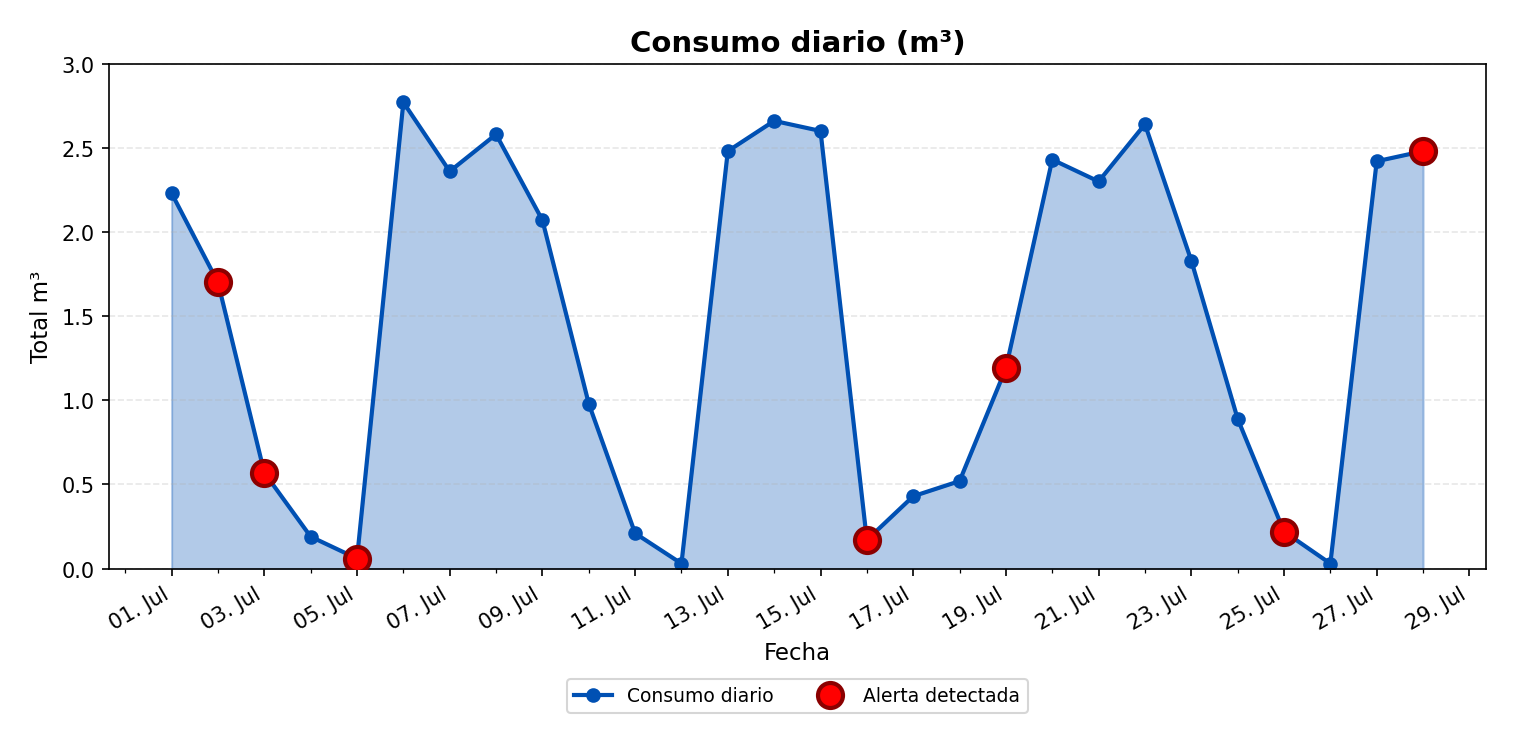 Consumo diario (m³)
3.0
2.5
2.0
1.5
1.0
0.5
0.0
Total m³
01. Jul
03. Jul
05. Jul
07. Jul
09. Jul
11. Jul
13. Jul
15. Jul
17. Jul
19. Jul
21. Jul
23. Jul
25. Jul
27. Jul
29. Jul
Fecha
Consumo diario
Alerta detectada